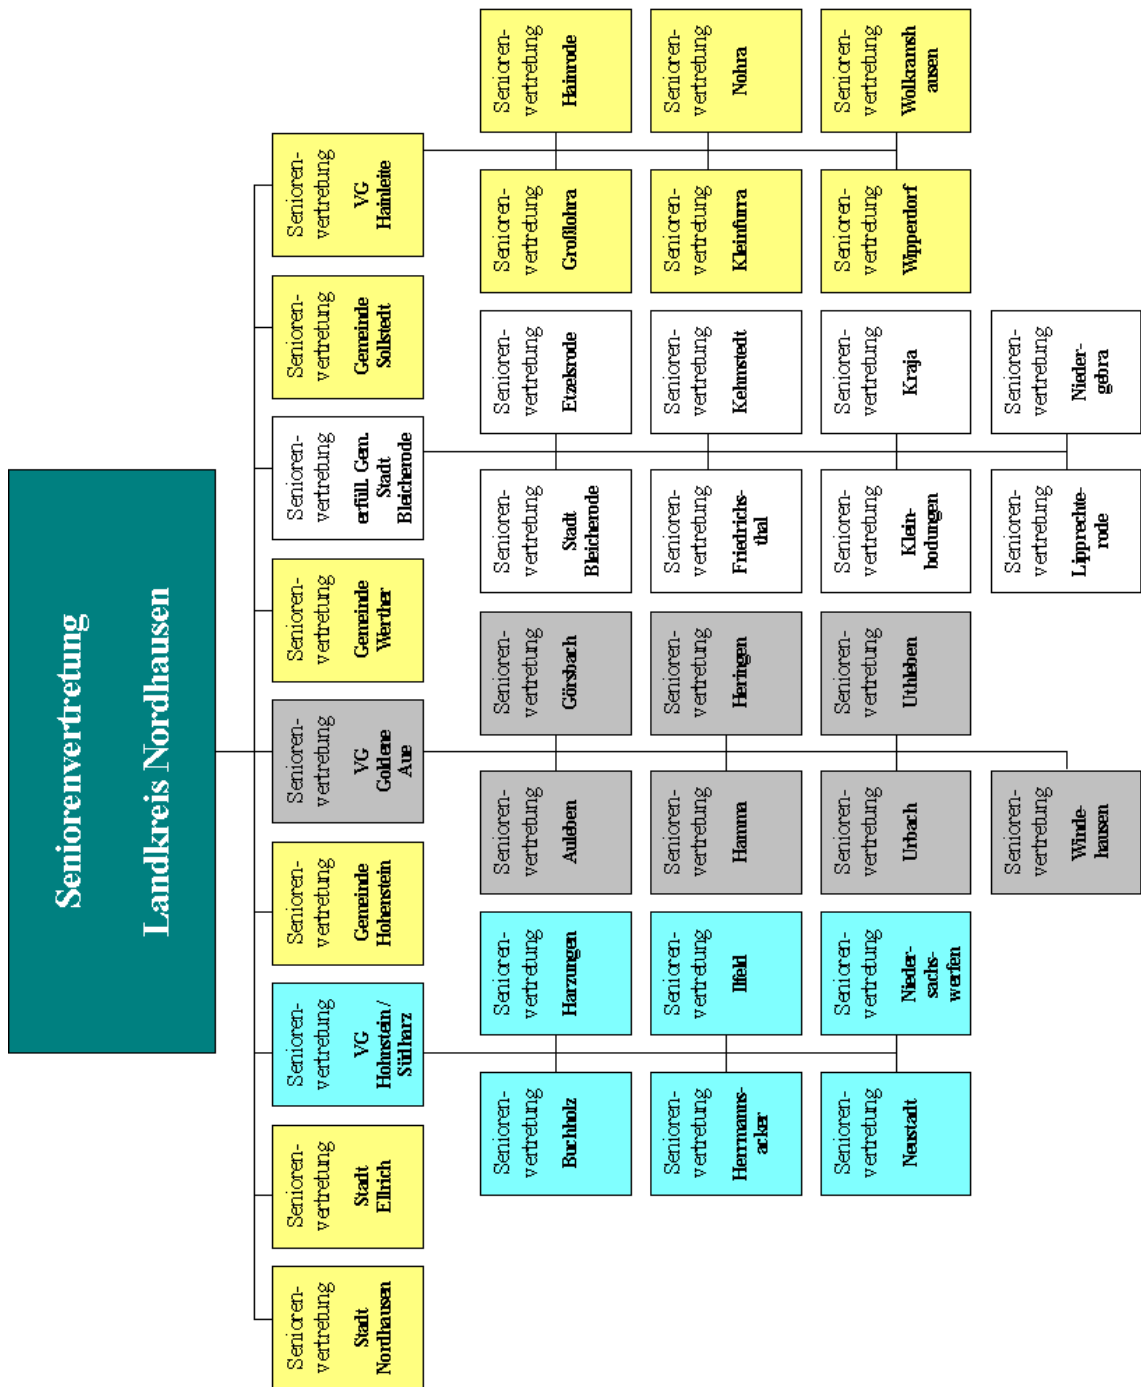 Seniorenvertretung
Landkreis Nordhausen
Senioren-
vertretung
Stadt
Nordhausen
Senioren-
vertretung
Stadt
Ellrich
Senioren-
vertretung
VG
Hohnstein /
Südharz
Senioren-
vertretung
Gemeinde
Hohenstein
Senioren-
vertretung
VG
Goldene
Aue
Senioren-
vertretung
Gemeinde
Werther
Senioren-
vertretung
erfüll. Gem.
Stadt
Bleicherode
Senioren-
vertretung
Gemeinde
Sollstedt
Senioren-
vertretung
VG
Hainleite
Senioren-
vertretung
Buchholz
Senioren-
vertretung
Harzungen
Senioren-
vertretung
Auleben
Senioren-
vertretung
Görsbach
Senioren-
vertretung
Stadt
Bleicherode
Senioren-
vertretung
Etzelsrode
Senioren-
vertretung
Großlohra
Senioren-
vertretung
Hainrode
Senioren-
vertretung
Herrmanns-
acker
Senioren-
vertretung
Ilfeld
Senioren-
vertretung
Hamma
Senioren-
vertretung
Heringen
Senioren-
vertretung
Friedrichs-
thal
Senioren-
vertretung
Kehmstedt
Senioren-
vertretung
Kleinfurra
Senioren-
vertretung
Nohra
Senioren-
vertretung
Neustadt
Senioren-
vertretung
Nieder-
sachs-
werfen
Senioren-
vertretung
Urbach
Senioren-
vertretung
Uthleben
Senioren-
vertretung
Klein-
bodungen
Senioren-
vertretung
Kraja
Senioren-
vertretung
Wipperdorf
Senioren-
vertretung
Wolkramsh
ausen
Senioren-
vertretung
Winde-
hausen
Senioren-
vertretung
Lipprechte-
rode
Senioren-
vertretung
Nieder-
gebra